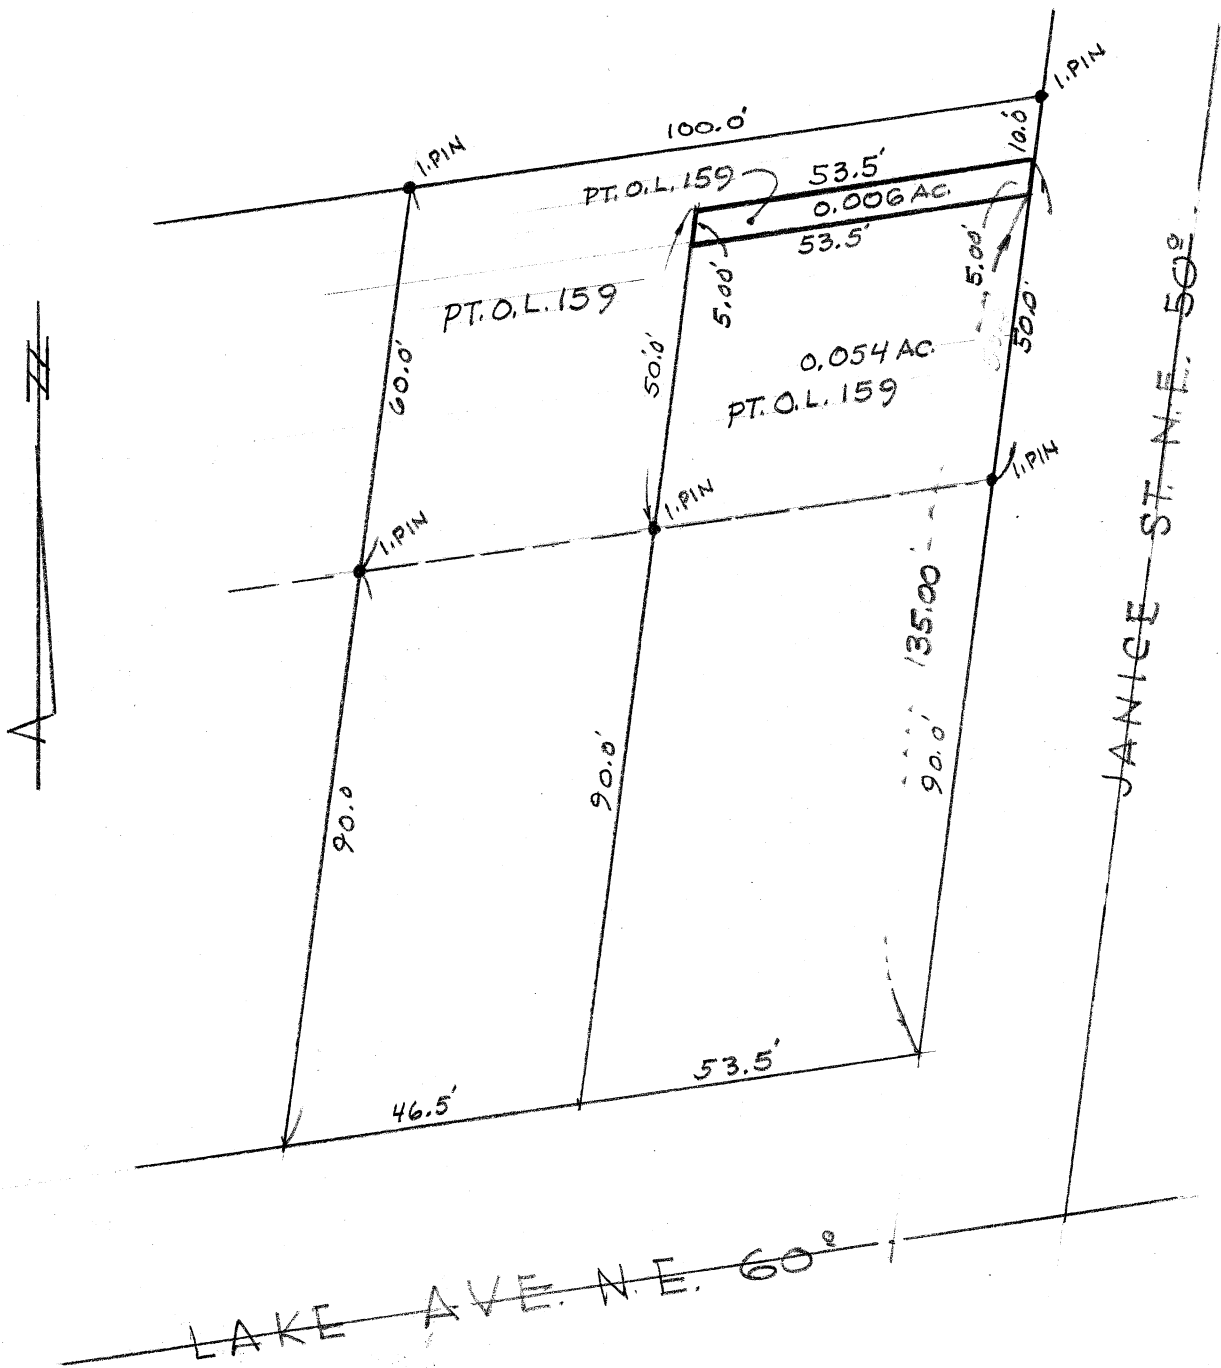 I.PIN
I.PIN
100.0'
10.0'
PT. O.L. 159
53.5'
0.006 AC.
53.5'
PT. O.L. 159
5.00'
5.00'
50.0'
N
60.0'
50.0'
0.054 AC.
PT. O.L. 159
I.PIN
I.PIN
I.PIN
135.00'
90.0
90.0'
90.0'
46.5'
53.5'
JANICE ST. N.E. 50º
LAKE AVE. N.E. 60º